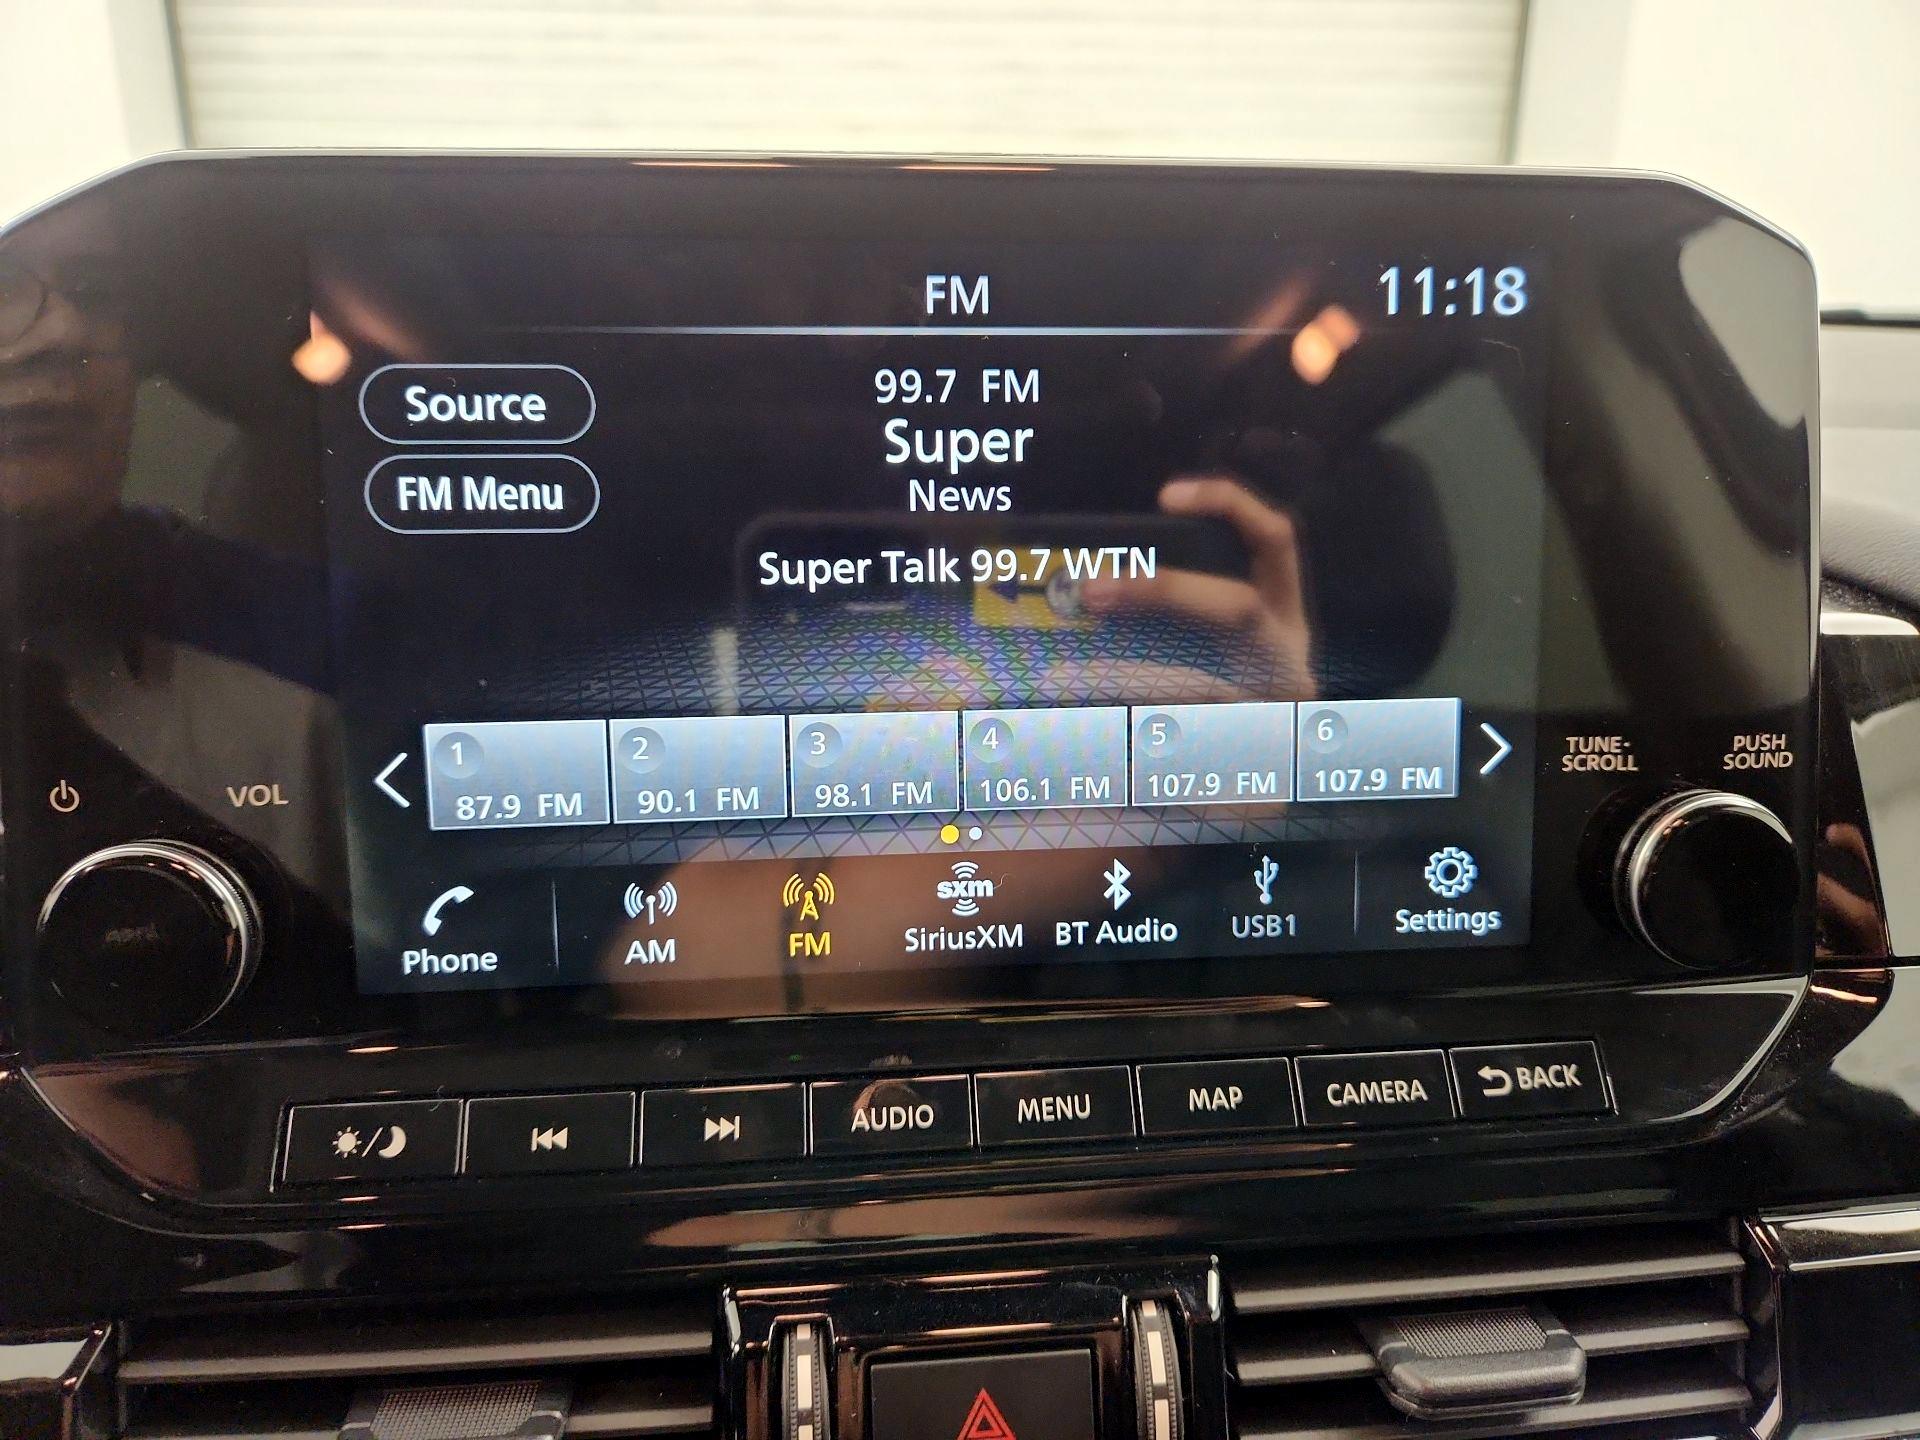 FM
11:18
Source
99.7 FM
Super
FM Menu
News
Super Talk 99.7 WTN
1
87.9 FM
2
90.1 FM
3
98.1 FM
4
106.1 FM
5
107.9 FM
6
107.9 FM
VOL
TUNE·
SCROLL
PUSH
SOUND
Phone
AM
FM
sxm
SiriusXM
BT Audio
USB1
Settings
AUDIO
MENU
MAP
CAMERA
BACK